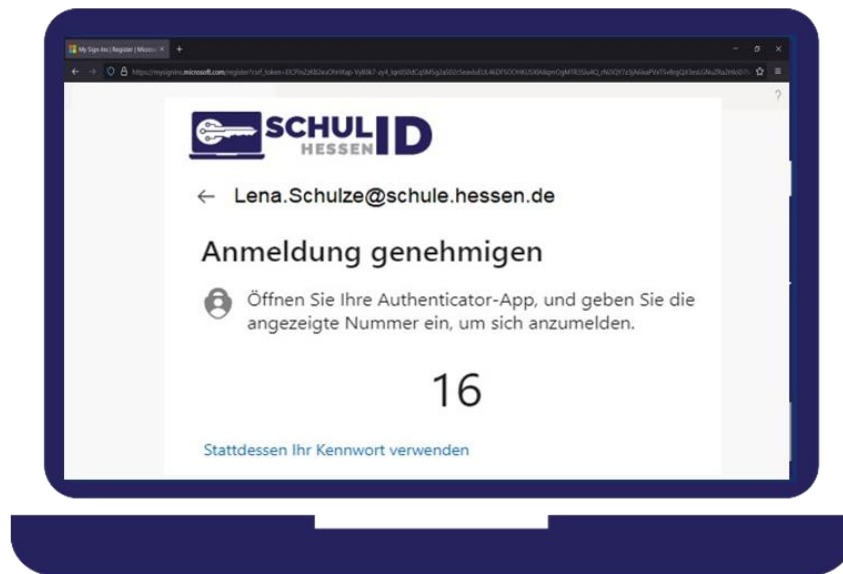 My Sign-Ins | Register | Microso
SCHUL ID
HESSEN
Lena.Schulze@schule.hessen.de
Anmeldung genehmigen
Öffnen Sie Ihre Authenticator-App, und geben Sie die
angezeigte Nummer ein, um sich anzumelden.
16
Stattdessen Ihr Kennwort verwenden